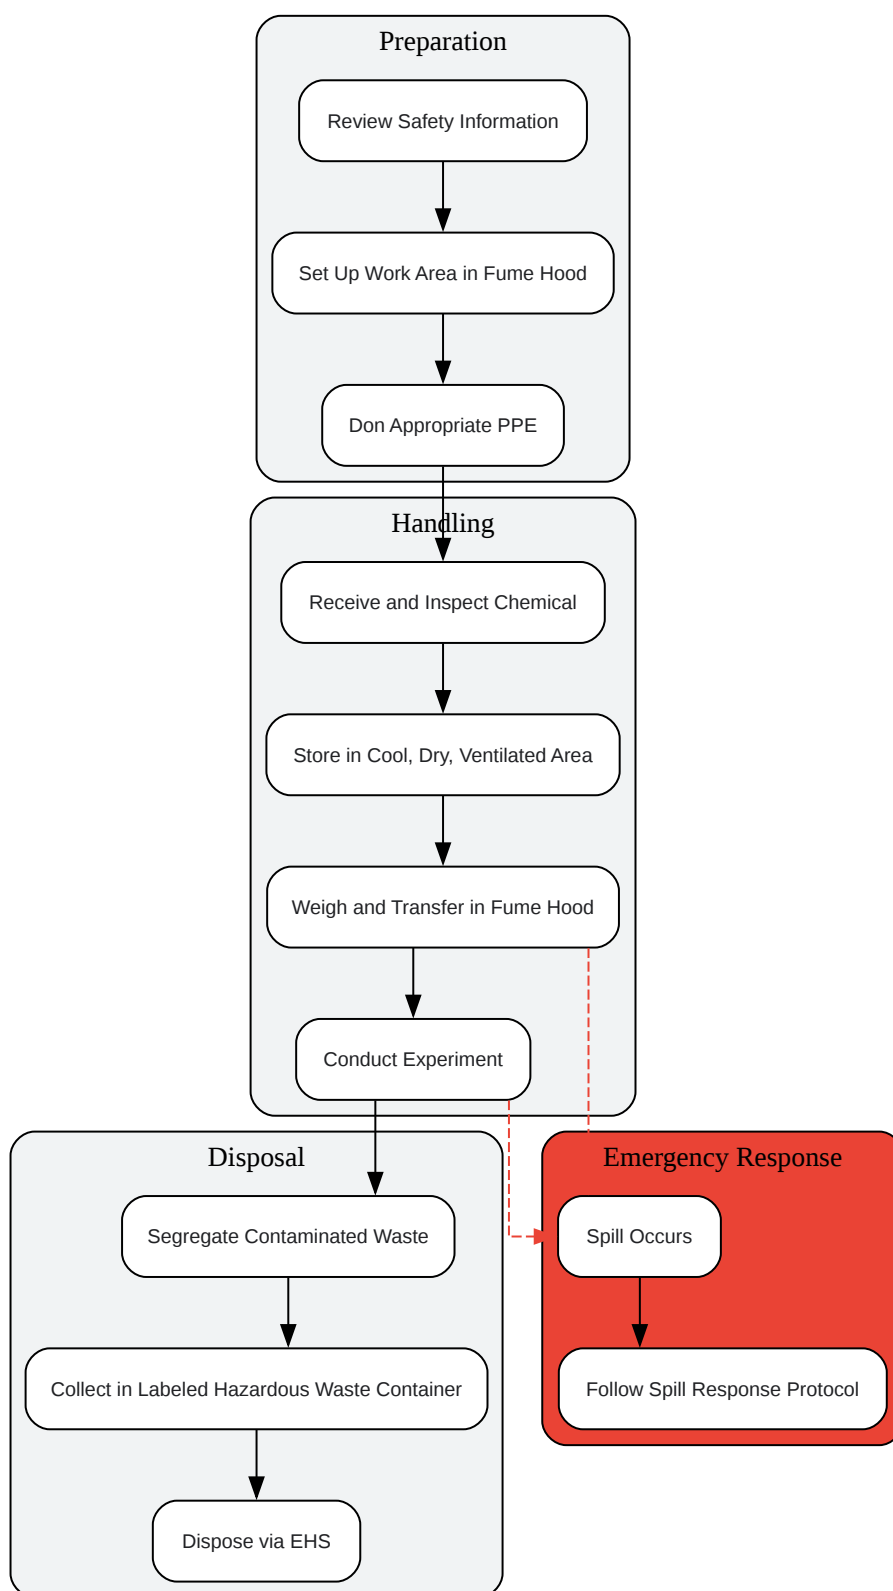 Preparation
Review Safety Information
Set Up Work Area in Fume Hood
Don Appropriate PPE
Handling
Receive and Inspect Chemical
Store in Cool, Dry, Ventilated Area
Weigh and Transfer in Fume Hood
Conduct Experiment
Disposal
Segregate Contaminated Waste
Collect in Labeled Hazardous Waste Container
Dispose via EHS
Emergency Response
Spill Occurs
Follow Spill Response Protocol